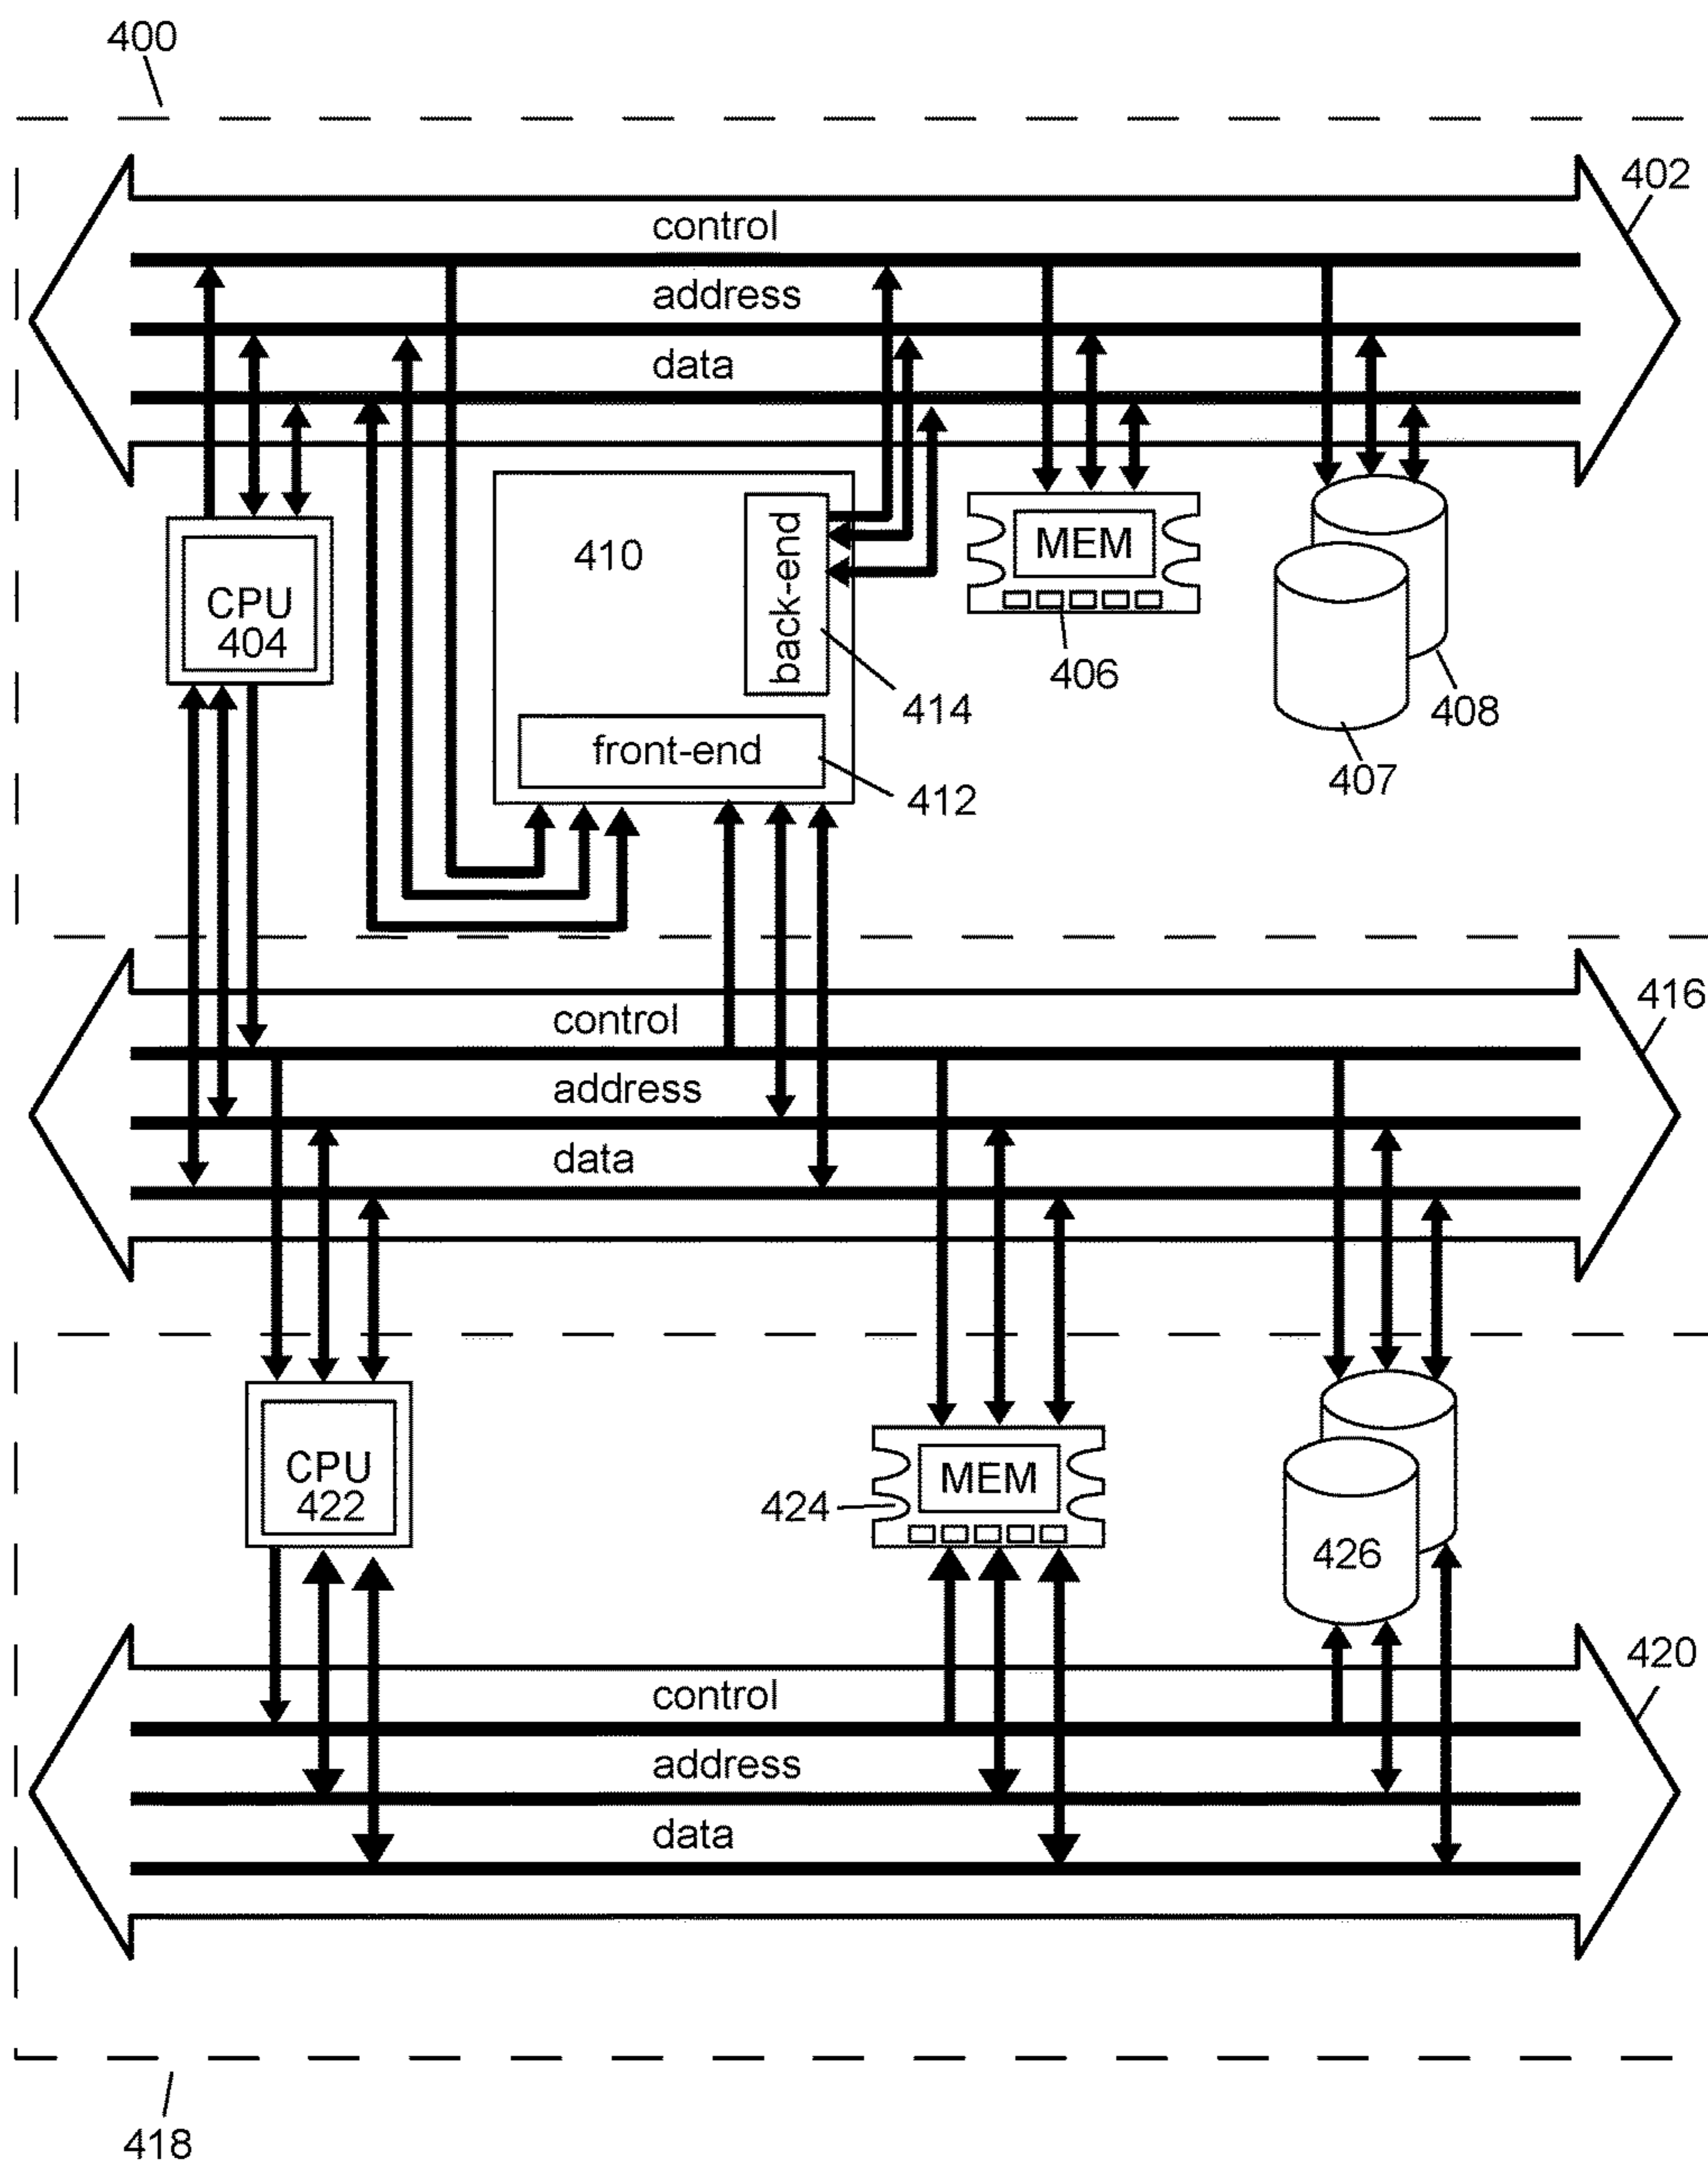 400
402
control
address
data
CPU
404
410
back-end
414
front-end
412
MEM
406
408
407
416
control
address
data
CPU
422
MEM
424
426
420
control
address
data
418